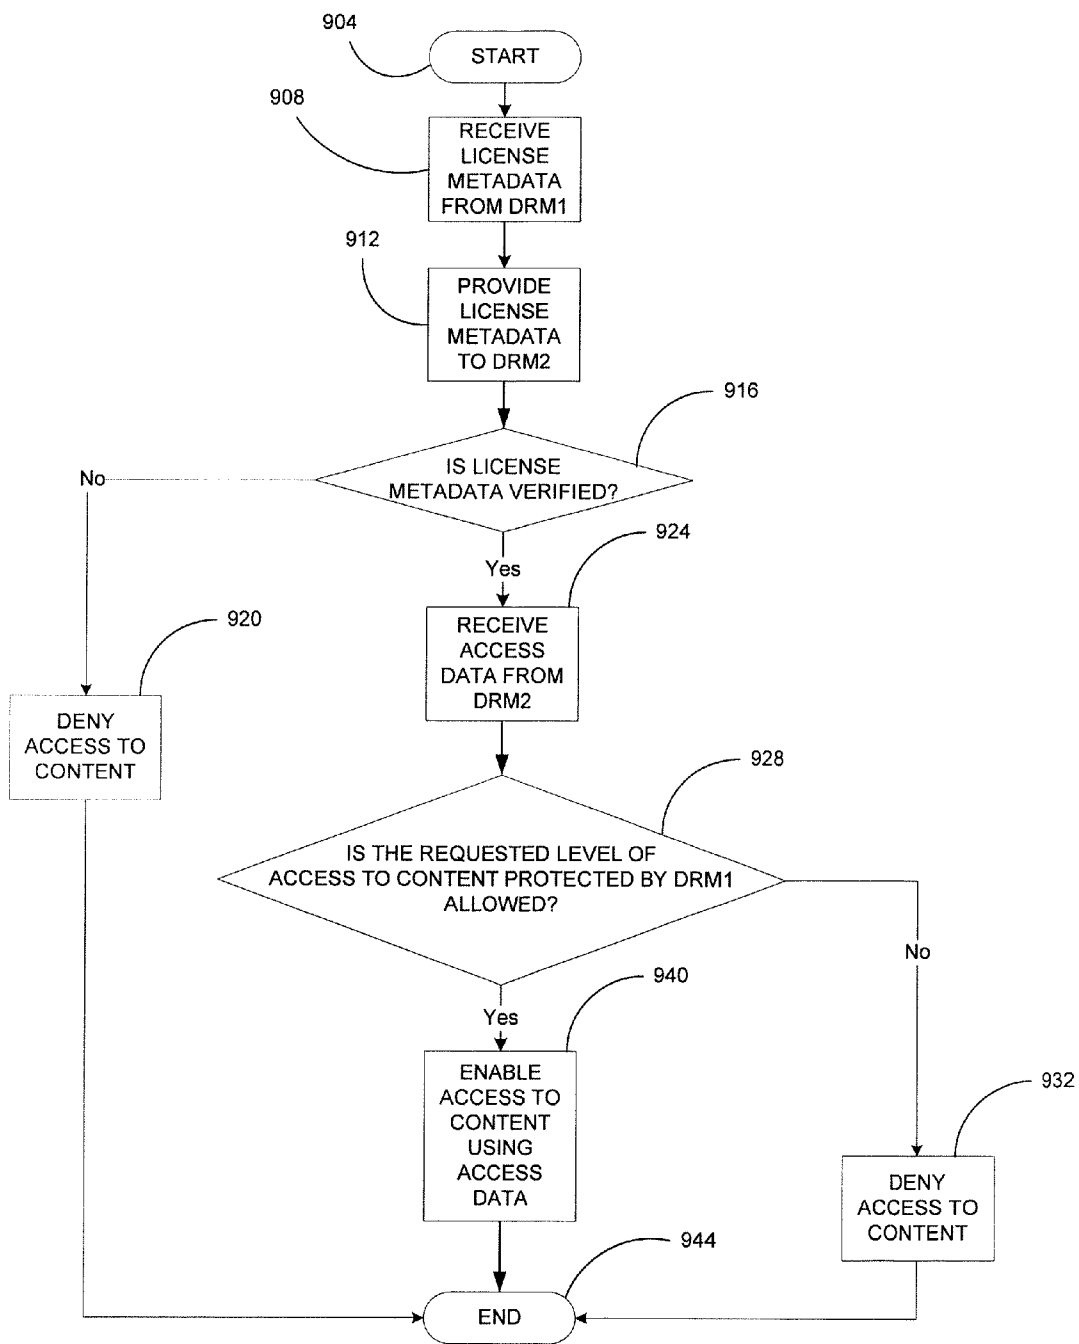 904
START
908
RECEIVE
LICENSE
METADATA
FROM DRM1
912
PROVIDE
LICENSE
METADATA
TO DRM2
916
IS LICENSE
METADATA VERIFIED?
No
924
Yes
RECEIVE
ACCESS
DATA FROM
DRM2
920
DENY
ACCESS TO
CONTENT
928
IS THE REQUESTED LEVEL OF
ACCESS TO CONTENT PROTECTED BY DRM1
ALLOWED?
No
940
Yes
ENABLE
ACCESS TO
CONTENT
USING
ACCESS
DATA
932
DENY
ACCESS TO
CONTENT
944
END